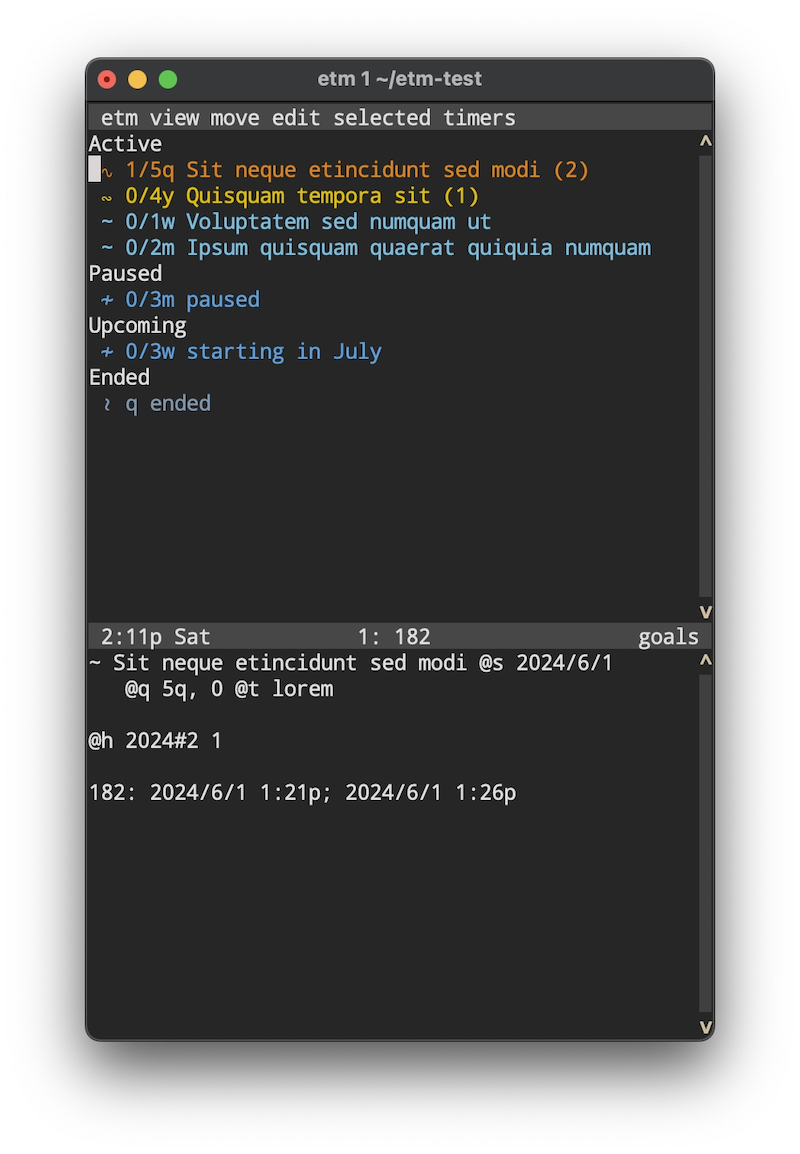 etm 1 ~/etm-test
etm view move edit selected timers
Active ^
∿ 1/5q Sit neque etincidunt sed modi (2)
∾ 0/4y Quisquam tempora sit (1)
~ 0/1w Voluptatem sed numquam ut
~ 0/2m Ipsum quisquam quaerat quiquia numquam
Paused
≁ 0/3m paused
Upcoming
≁ 0/3w starting in July
Ended
≀ q ended
v
2:11p Sat 1: 182 goals
~ Sit neque etincidunt sed modi @s 2024/6/1 ^
@q 5q, 0 @t lorem
@h 2024#2 1
182: 2024/6/1 1:21p; 2024/6/1 1:26p
v